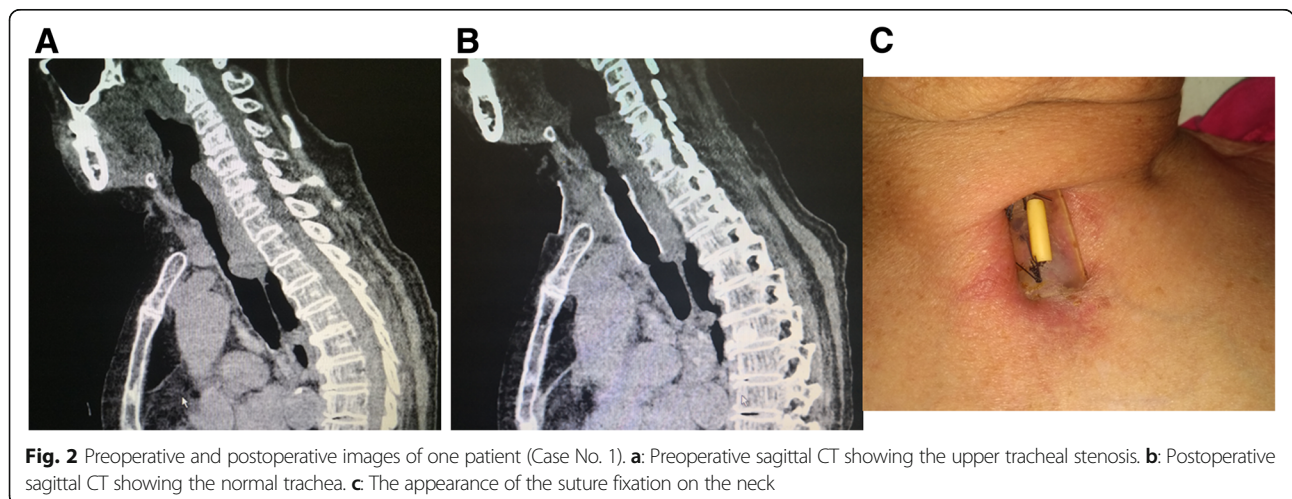 A
B
C
Fig. 2 Preoperative and postoperative images of one patient (Case No. 1). a: Preoperative sagittal CT showing the upper tracheal stenosis. b: Postoperative
sagittal CT showing the normal trachea. c: The appearance of the suture fixation on the neck